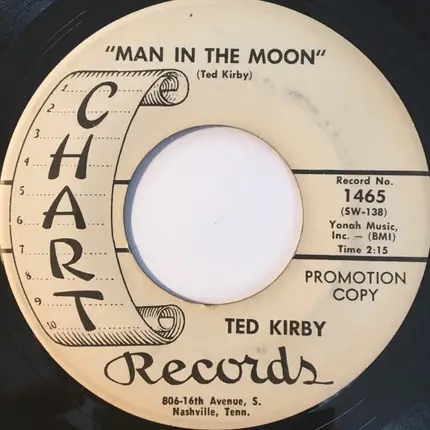 "MAN IN THE MOON"
(Ted Kirby)
1
2
3
4
5
6
7
8
9
10
CHART
Record No.
1465
(SW-138)
Yonah Music,
Inc. — (BMI)
Time 2:15
PROMOTION
COPY
TED KIRBY
Records
806-16th Avenue, S.
Nashville, Tenn.